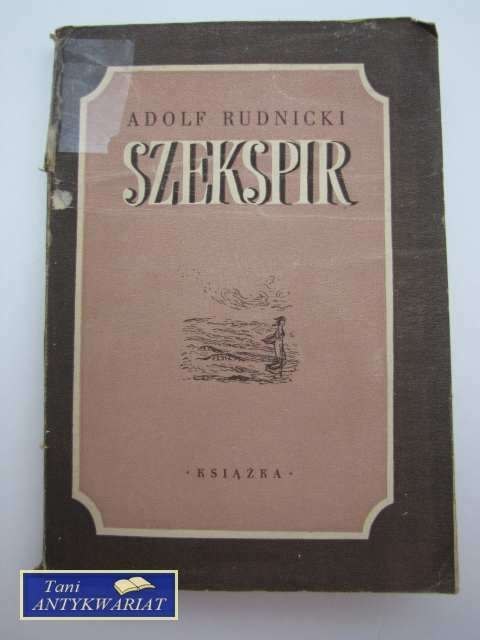 ADOLF RUDNICKI
SZEKSPIR
· KSIĄŻKA ·
Tani
ANTYKWARIAT